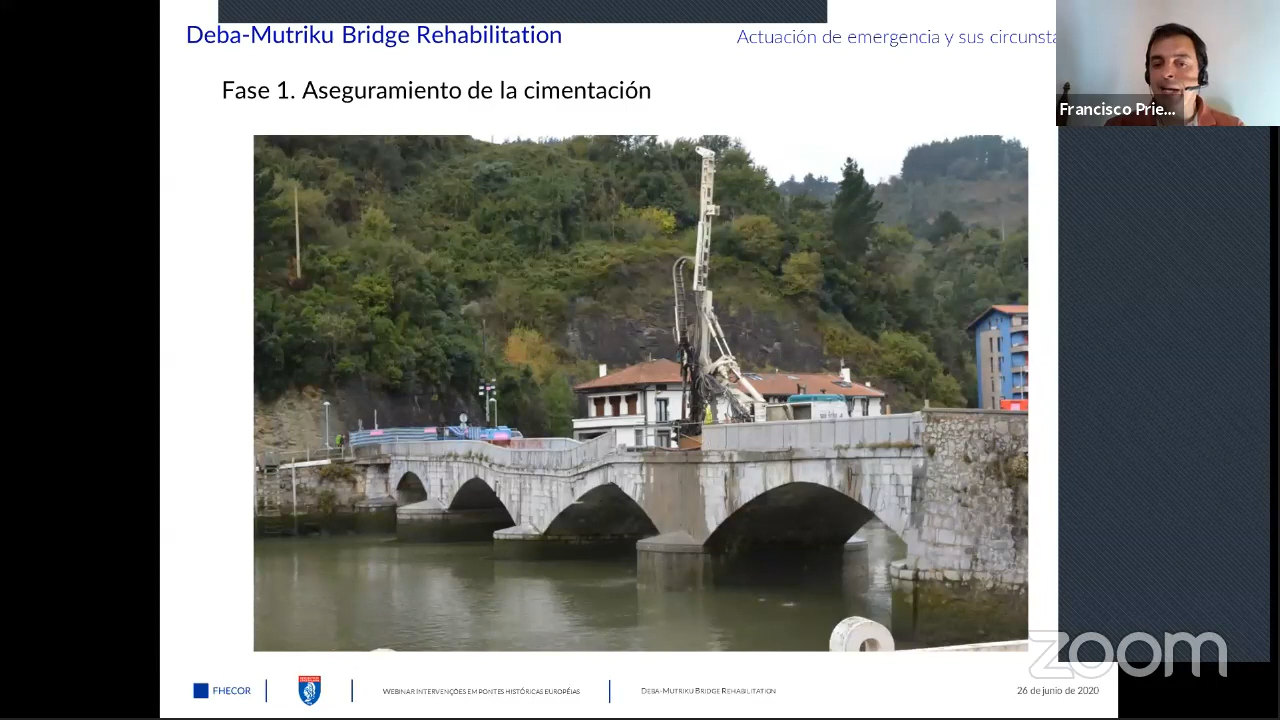 Deba-Mutriku Bridge Rehabilitation
Actuación de emergencia y sus circunsta
Francisco Prie...
Fase 1. Aseguramiento de la cimentación
zoom
FHECOR
WEBINAR INTERVENÇÕES EM PONTES HISTÓRICAS EUROPÉIAS
DEBA-MUTRIKU BRIDGE REHABILITATION
26 de junio de 2020